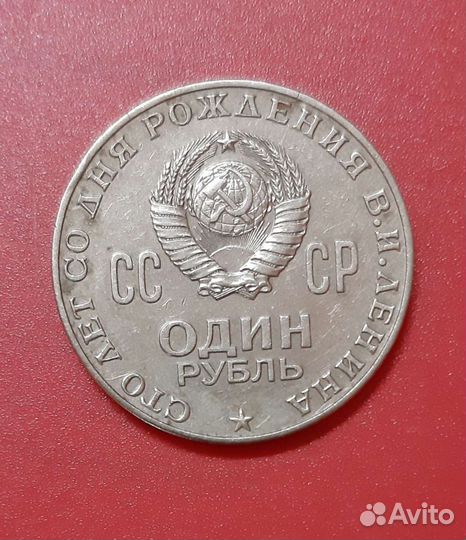 СТО ЛЕТ СО ДНЯ РОЖДЕНИЯ В.И. ЛЕНИНА
СС СР
ОДИН
РУБЛЬ
Avito